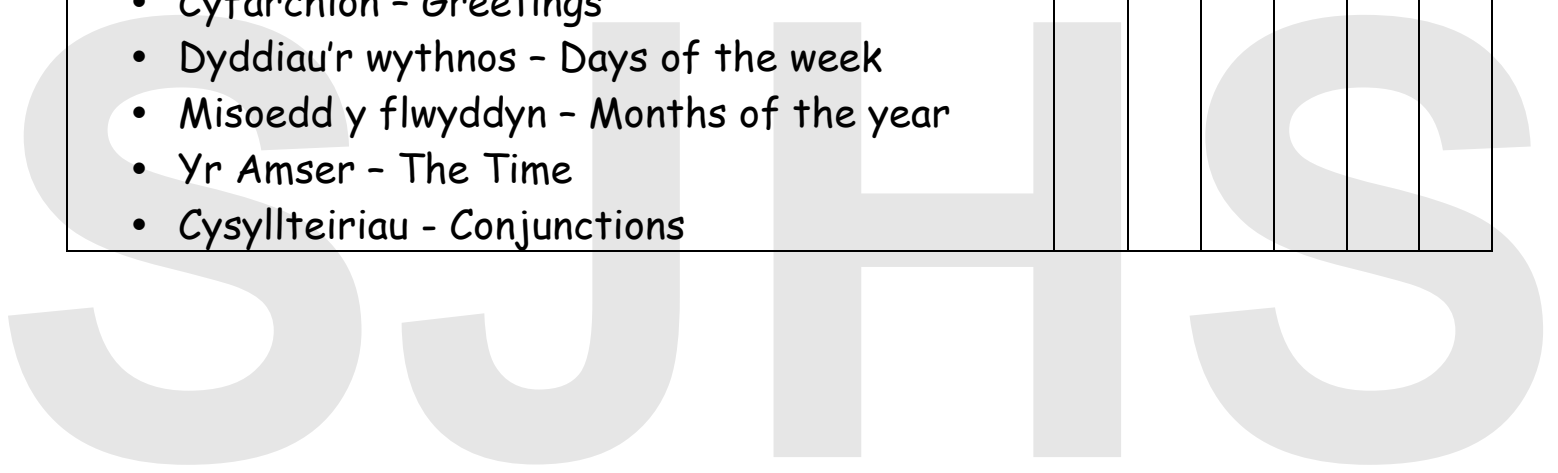 • Cyfarchion – Greetings
• Dyddiau’r wythnos – Days of the week
• Misoedd y flwyddyn – Months of the year
• Yr Amser – The Time
• Cysyllteiriau - Conjunctions
SJHS